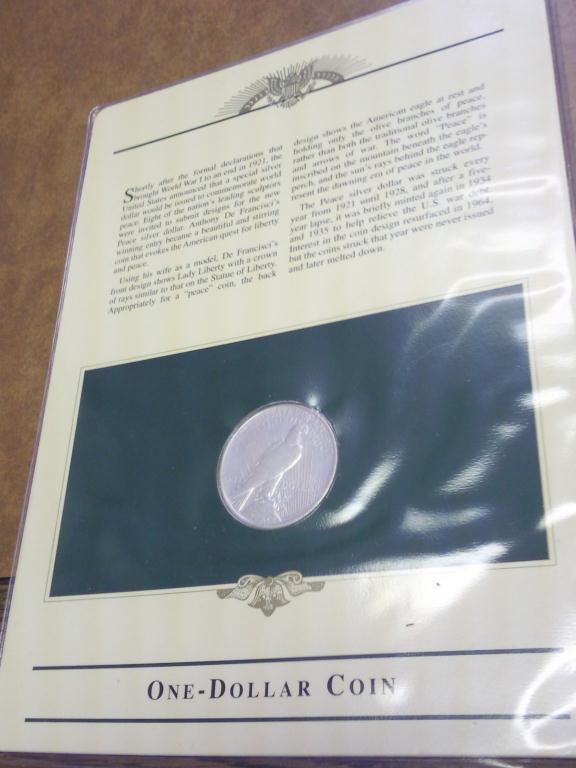 Shortly after the formal declarations that
brought World War I to an end in 1921, the
United States announced that a special silver
dollar would be issued to commemorate world
peace. Eight of the nation's leading sculptors
were invited to submit designs for the new
Peace silver dollar. Anthony De Francisci's
winning entry became a beautiful and stirring
coin that evokes the American quest for liberty
and peace.
Using his wife as a model, De Francisci's
front design shows Lady Liberty with a crown
of rays similar to that on the Statue of Liberty.
Appropriately for a "peace" coin, the back
design shows the American eagle at rest and
holding only the olive branches of peace,
rather than both the traditional olive branches
and arrows of war. The word "Peace" is
inscribed on the mountain beneath the eagle's
perch, and the sun's rays behind the eagle rep-
resent the dawning era of peace in the world.
The Peace silver dollar was struck every
year from 1921 until 1928, and after a five-
year lapse, it was briefly minted again in 1934
and 1935 to help relieve the U.S. war debt.
Interest in the coin design resurfaced in 1964,
but the coins struck that year were never issued
and later melted down.
ONE-DOLLAR COIN